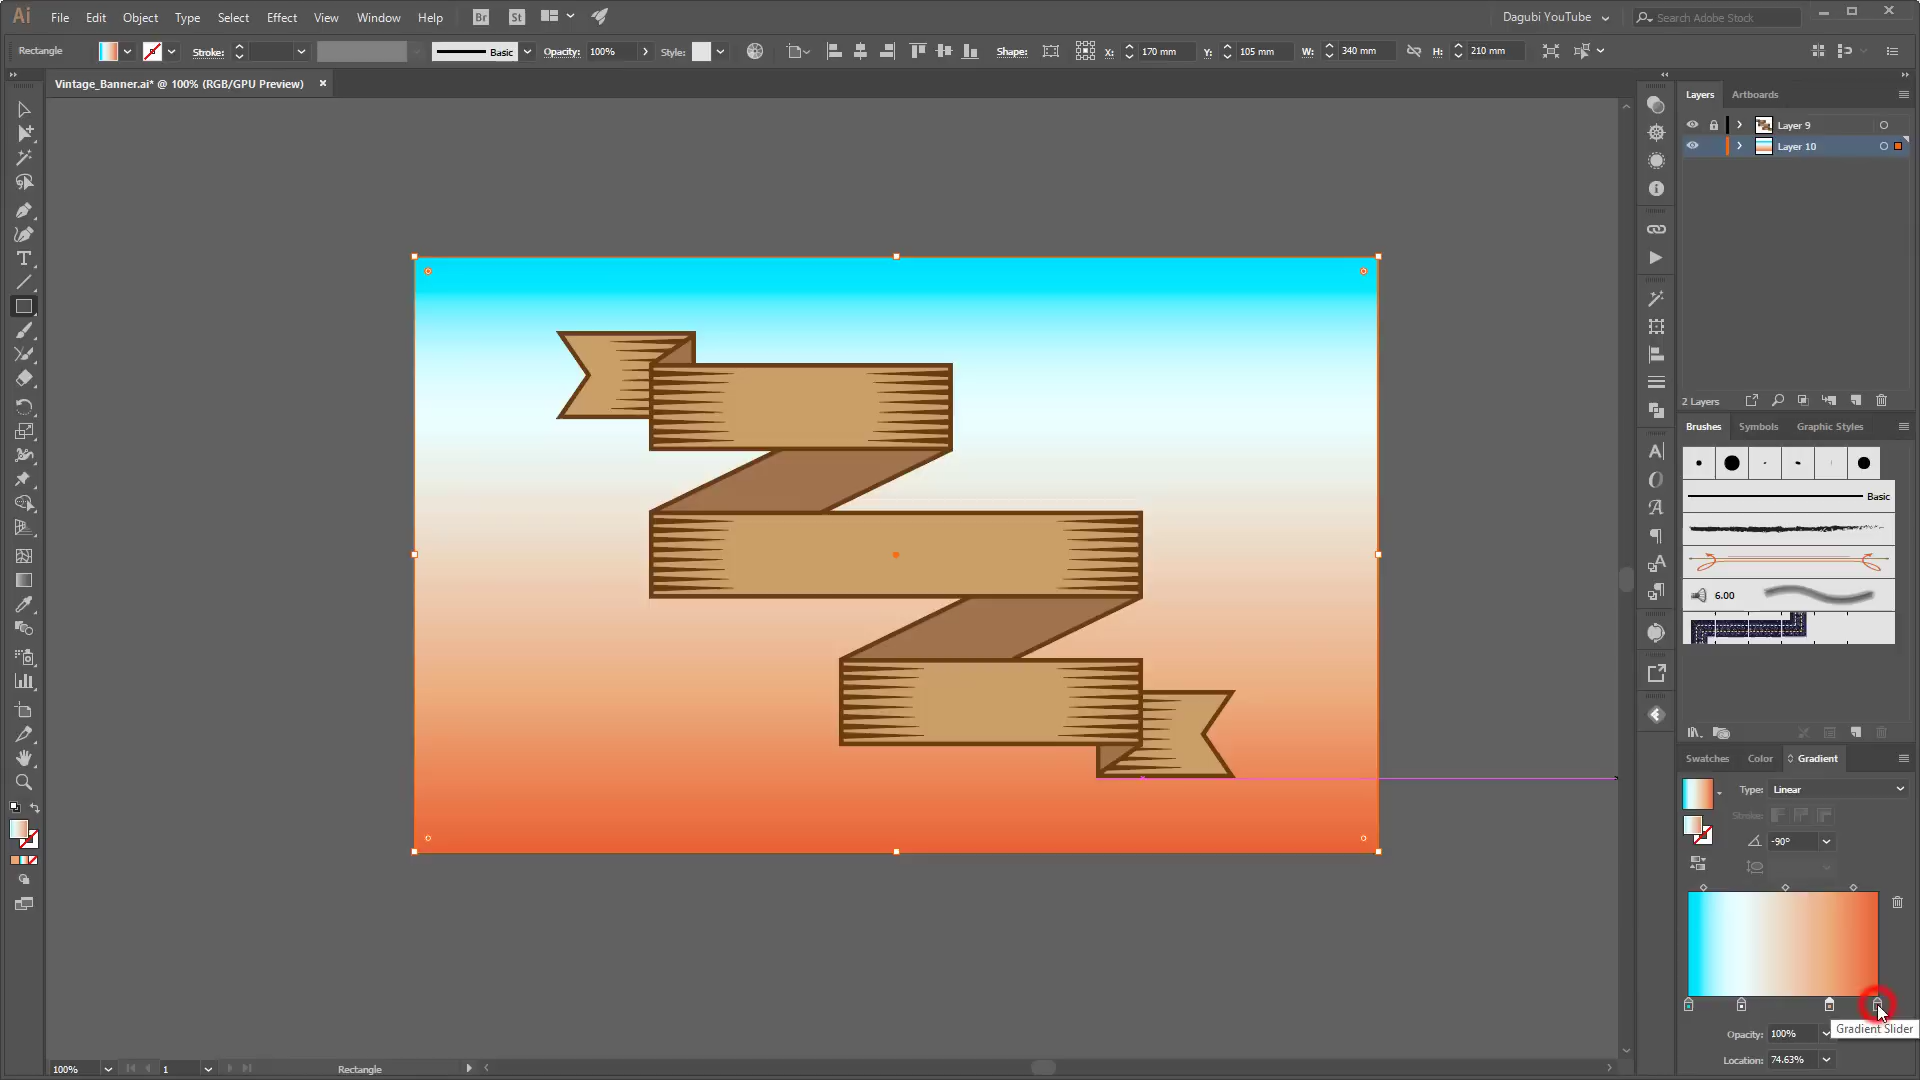 Ai File Edit Object Type Select Effect View Window Help Br St Dagubi YouTube Search Adobe Stock
Rectangle Stroke: Basic Opacity: 100% Style: Shape: X: 170 mm Y: 105 mm W: 340 mm H: 210 mm
Vintage_Banner.ai* @ 100% (RGB/GPU Preview) ×
Layers Artboards
Layer 9
Layer 10
2 Layers
Brushes Symbols Graphic Styles
Basic
6.00
Swatches Color Gradient
Type: Linear
Stroke:
-90°
Gradient Slider
Opacity: 100%
Location: 74.63%
100% 1 Rectangle